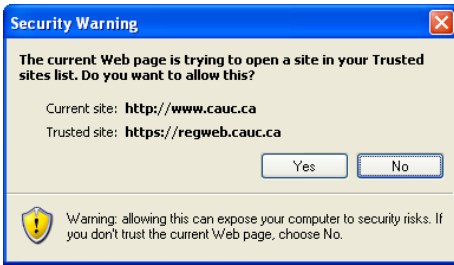 Security Warning
The current Web page is trying to open a site in your Trusted
sites list. Do you want to allow this?
Current site: http://www.cauc.ca
Trusted site: https://regweb.cauc.ca
Yes No
Warning: allowing this can expose your computer to security risks. If
you don't trust the current Web page, choose No.